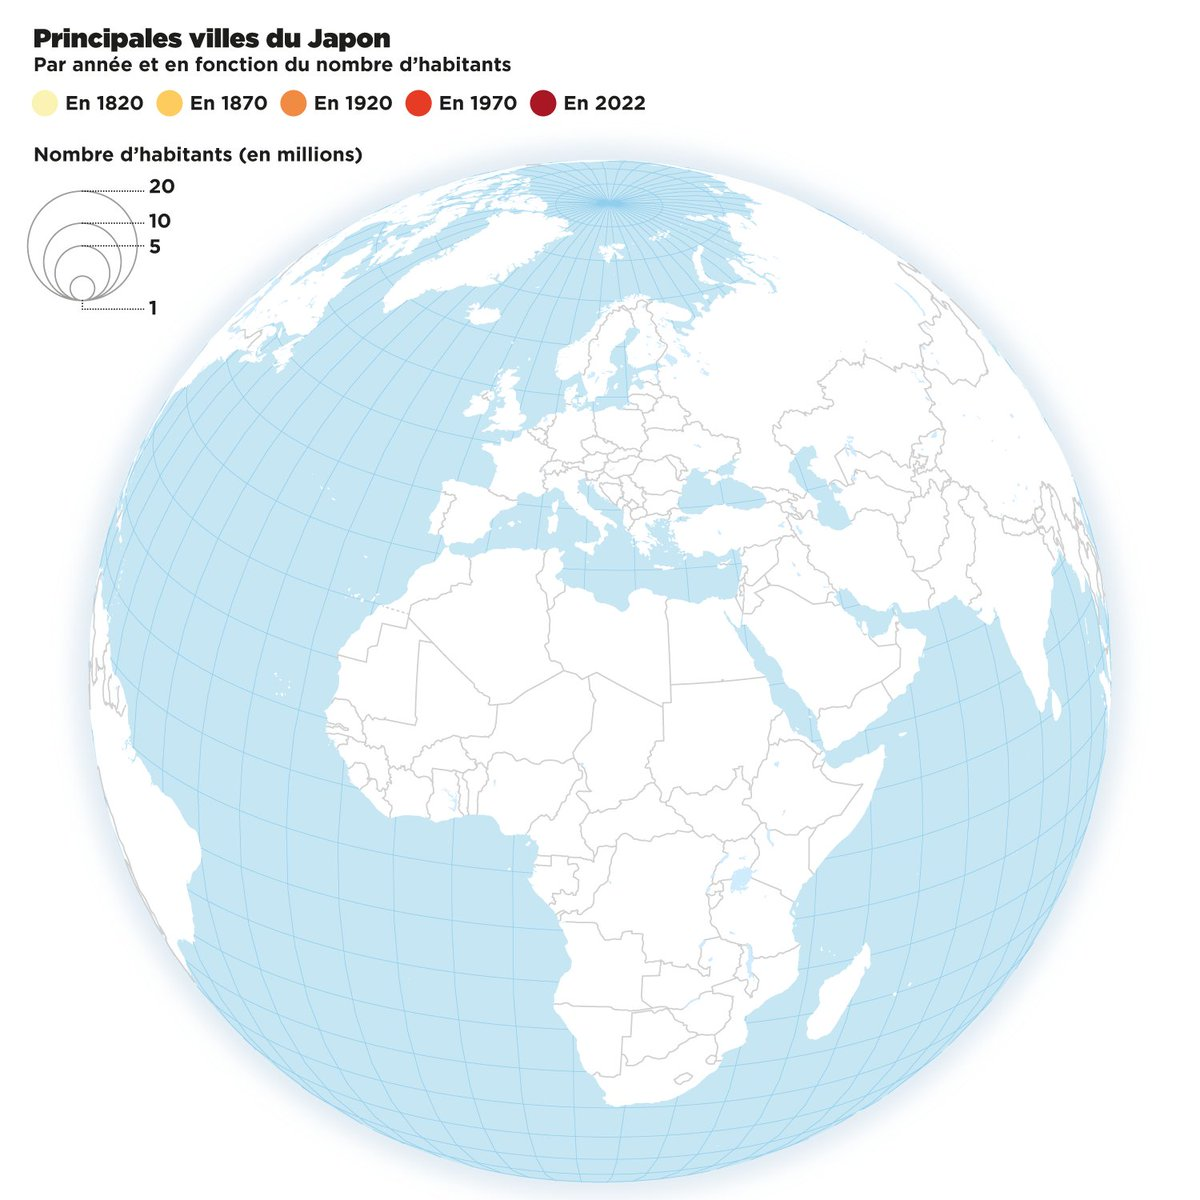 Principales villes du Japon
Par année et en fonction du nombre d’habitants
En 1820 En 1870 En 1920 En 1970 En 2022
Nombre d’habitants (en millions)
20
10
5
1